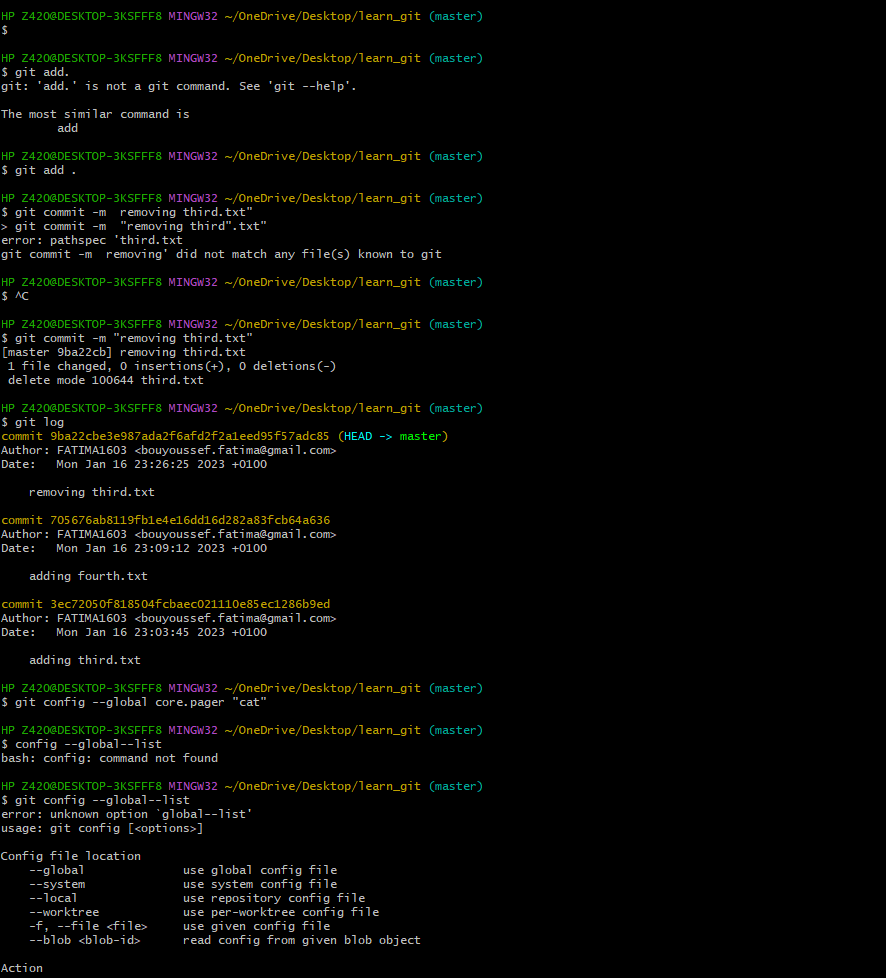 HP Z420@DESKTOP-3KSFFF8 MINGW32 ~/OneDrive/Desktop/learn_git (master)
$

HP Z420@DESKTOP-3KSFFF8 MINGW32 ~/OneDrive/Desktop/learn_git (master)
$ git add.
git: 'add.' is not a git command. See 'git --help'.

The most similar command is
        add

HP Z420@DESKTOP-3KSFFF8 MINGW32 ~/OneDrive/Desktop/learn_git (master)
$ git add .

HP Z420@DESKTOP-3KSFFF8 MINGW32 ~/OneDrive/Desktop/learn_git (master)
$ git commit -m  removing third.txt"
> git commit -m  "removing third".txt"
error: pathspec 'third.txt
git commit -m  removing' did not match any file(s) known to git

HP Z420@DESKTOP-3KSFFF8 MINGW32 ~/OneDrive/Desktop/learn_git (master)
$ ^C

HP Z420@DESKTOP-3KSFFF8 MINGW32 ~/OneDrive/Desktop/learn_git (master)
$ git commit -m "removing third.txt"
[master 9ba22cb] removing third.txt
 1 file changed, 0 insertions(+), 0 deletions(-)
 delete mode 100644 third.txt

HP Z420@DESKTOP-3KSFFF8 MINGW32 ~/OneDrive/Desktop/learn_git (master)
$ git log
commit 9ba22cbe3e987ada2f6afd2f2a1eed95f57adc85 (HEAD -> master)
Author: FATIMA1603 <bouyoussef.fatima@gmail.com>
Date:   Mon Jan 16 23:26:25 2023 +0100

    removing third.txt

commit 705676ab8119fb1e4e16dd16d282a83fcb64a636
Author: FATIMA1603 <bouyoussef.fatima@gmail.com>
Date:   Mon Jan 16 23:09:12 2023 +0100

    adding fourth.txt

commit 3ec72050f818504fcbaec021110e85ec1286b9ed
Author: FATIMA1603 <bouyoussef.fatima@gmail.com>
Date:   Mon Jan 16 23:03:45 2023 +0100

    adding third.txt

HP Z420@DESKTOP-3KSFFF8 MINGW32 ~/OneDrive/Desktop/learn_git (master)
$ git config --global core.pager "cat"

HP Z420@DESKTOP-3KSFFF8 MINGW32 ~/OneDrive/Desktop/learn_git (master)
$ config --global--list
bash: config: command not found

HP Z420@DESKTOP-3KSFFF8 MINGW32 ~/OneDrive/Desktop/learn_git (master)
$ git config --global--list
error: unknown option `global--list'
usage: git config [<options>]

Config file location
    --global              use global config file
    --system              use system config file
    --local               use repository config file
    --worktree            use per-worktree config file
    -f, --file <file>     use given config file
    --blob <blob-id>      read config from given blob object

Action